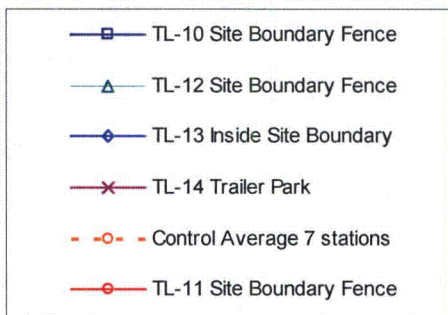 TL-10 Site Boundary Fence
TL-12 Site Boundary Fence
TL-13 Inside Site Boundary
TL-14 Trailer Park
Control Average 7 stations
TL-11 Site Boundary Fence